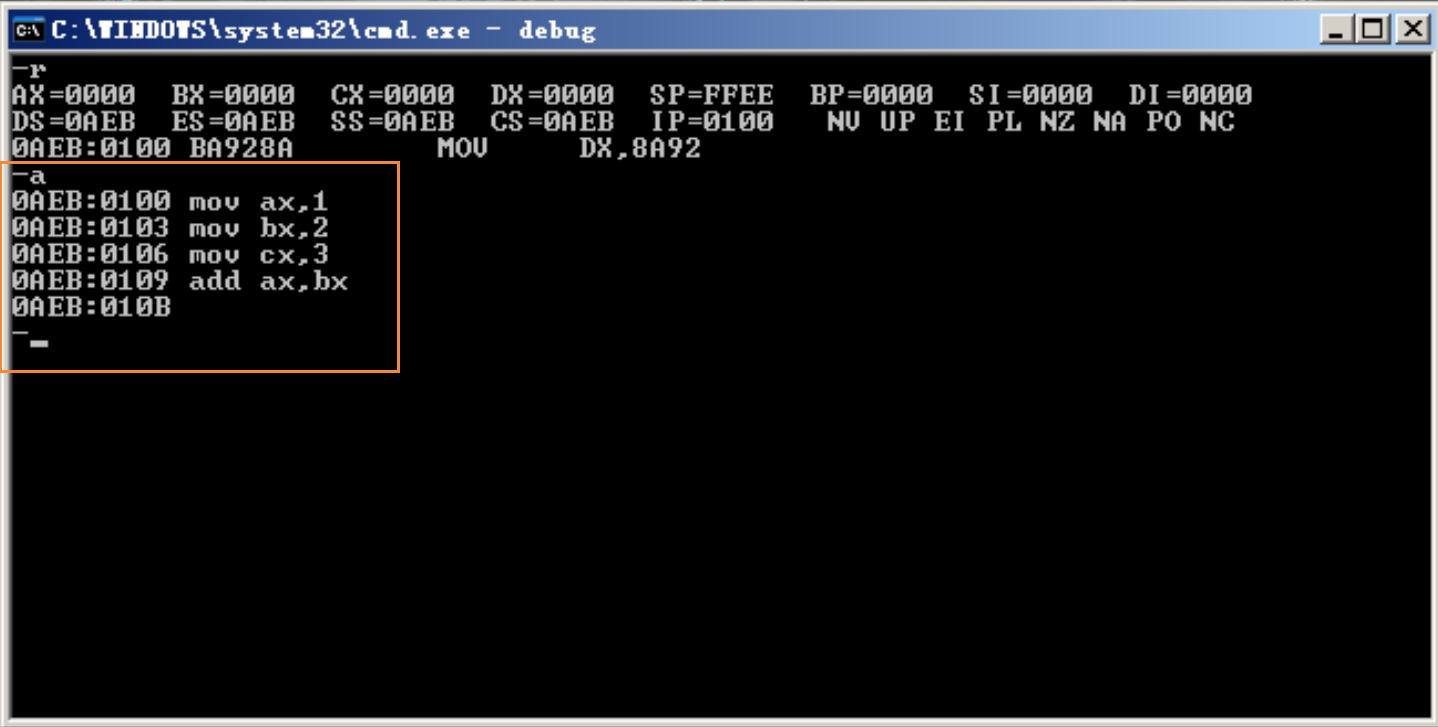 C:\WINDOWS\system32\cmd.exe - debug
-r
AX=0000  BX=0000  CX=0000  DX=0000  SP=FFEE  BP=0000  SI=0000  DI=0000
DS=0AEB  ES=0AEB  SS=0AEB  CS=0AEB  IP=0100   NV UP EI PL NZ NA PO NC
0AEB:0100 BA928A        MOV     DX,8A92
-a
0AEB:0100 mov ax,1
0AEB:0103 mov bx,2
0AEB:0106 mov cx,3
0AEB:0109 add ax,bx
0AEB:010B
-